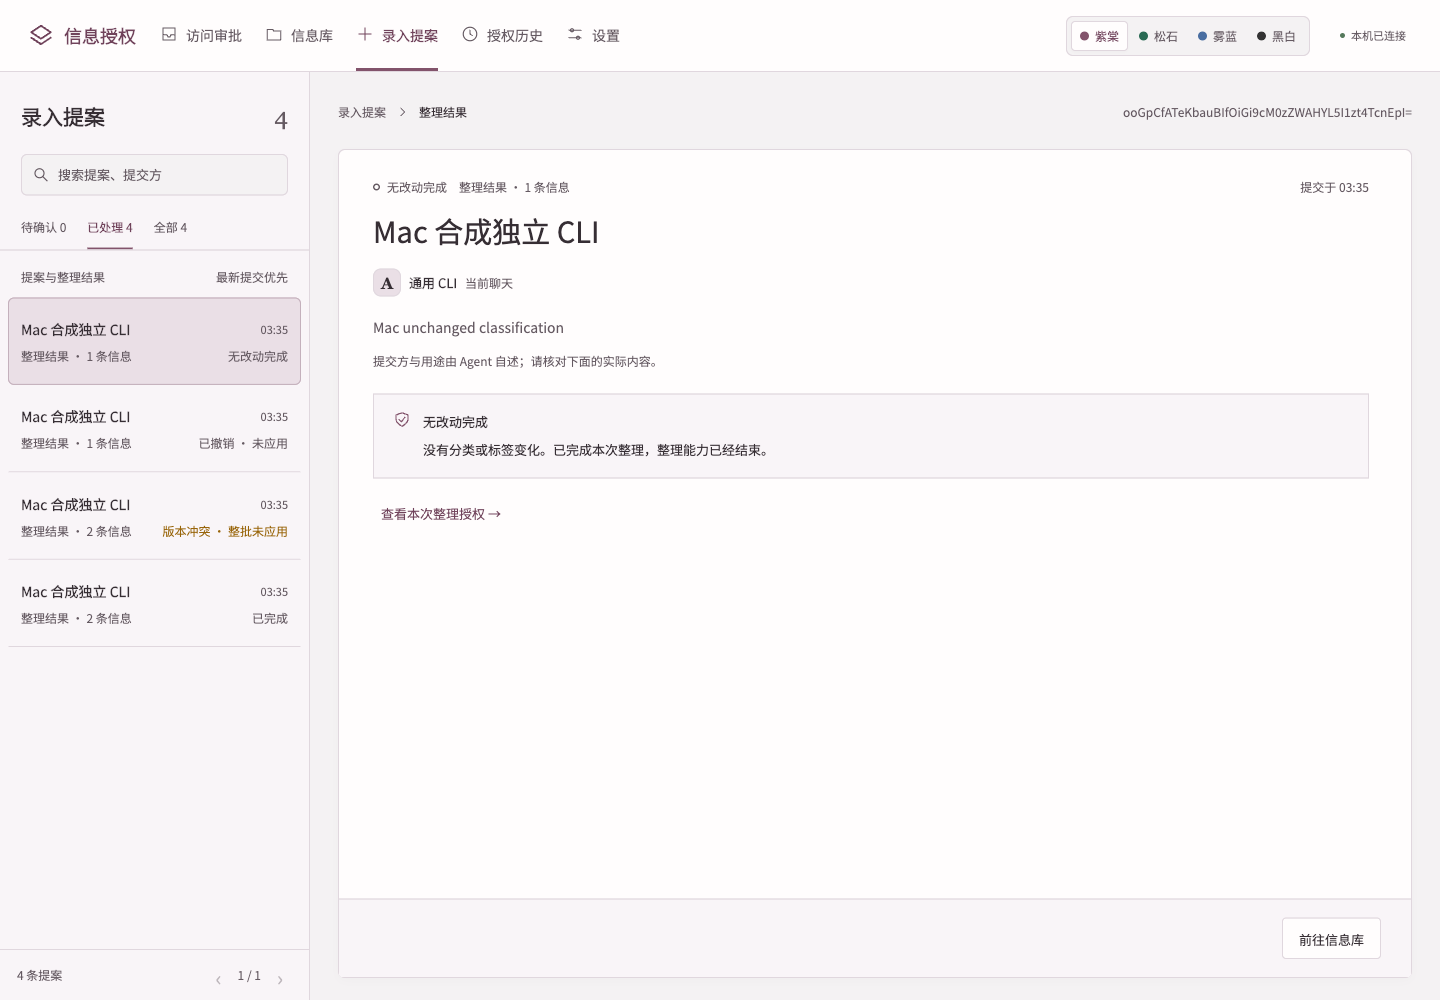 信息授权 访问审批 信息库 录入提案 授权历史 设置 紫棠 松石 雾蓝 黑白 本机已连接
录入提案 4
搜索提案、提交方
待确认 0 已处理 4 全部 4
提案与整理结果 最新提交优先
Mac 合成独立 CLI 03:35
整理结果 · 1 条信息 无改动完成
Mac 合成独立 CLI 03:35
整理结果 · 1 条信息 已撤销 · 未应用
Mac 合成独立 CLI 03:35
整理结果 · 2 条信息 版本冲突 · 整批未应用
Mac 合成独立 CLI 03:35
整理结果 · 2 条信息 已完成
4 条提案 ‹ 1 / 1 ›
录入提案 > 整理结果 ooGpCfATeKbauBIfOiGi9cM0zZWAHYL5I1zt4TcnEpI=
无改动完成 整理结果 · 1 条信息 提交于 03:35
Mac 合成独立 CLI
A 通用 CLI 当前聊天
Mac unchanged classification
提交方与用途由 Agent 自述；请核对下面的实际内容。
无改动完成
没有分类或标签变化。已完成本次整理，整理能力已经结束。
查看本次整理授权 →
前往信息库